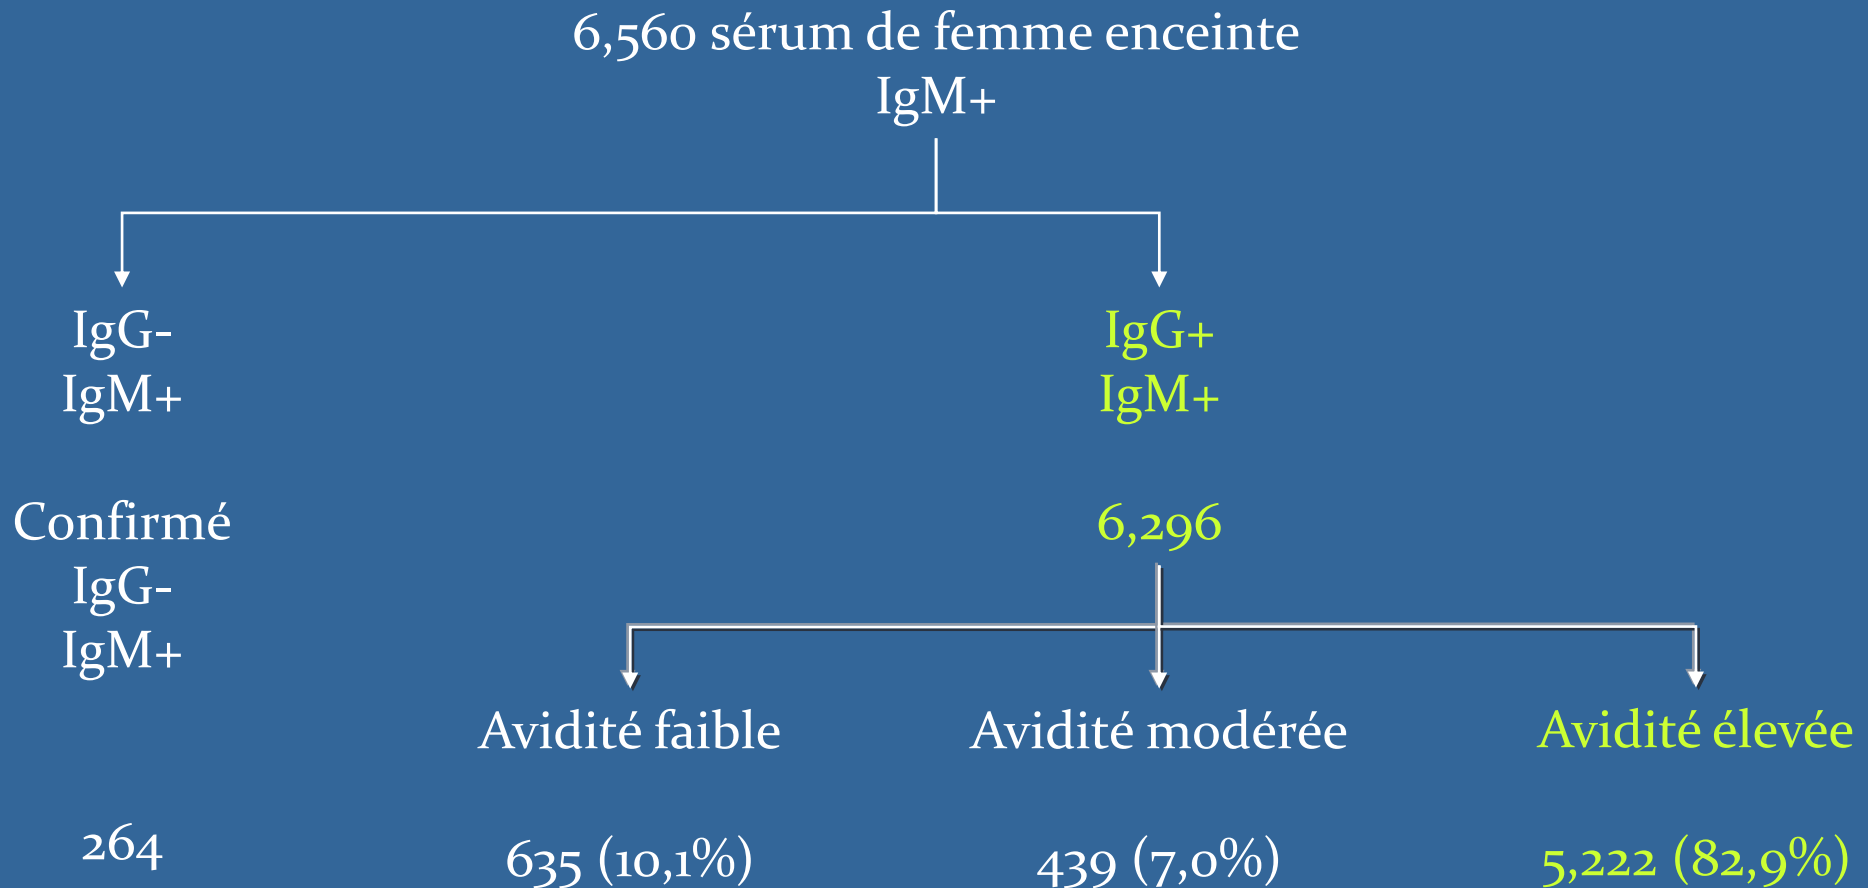 6,560 sérum de femme enceinte
IgM+
IgG-
IgM+
IgG+
IgM+
Confirmé
IgG-
IgM+
6,296
Avidité faible
Avidité modérée
Avidité élevée
264
635 (10,1%)
439 (7,0%)
5,222 (82,9%)